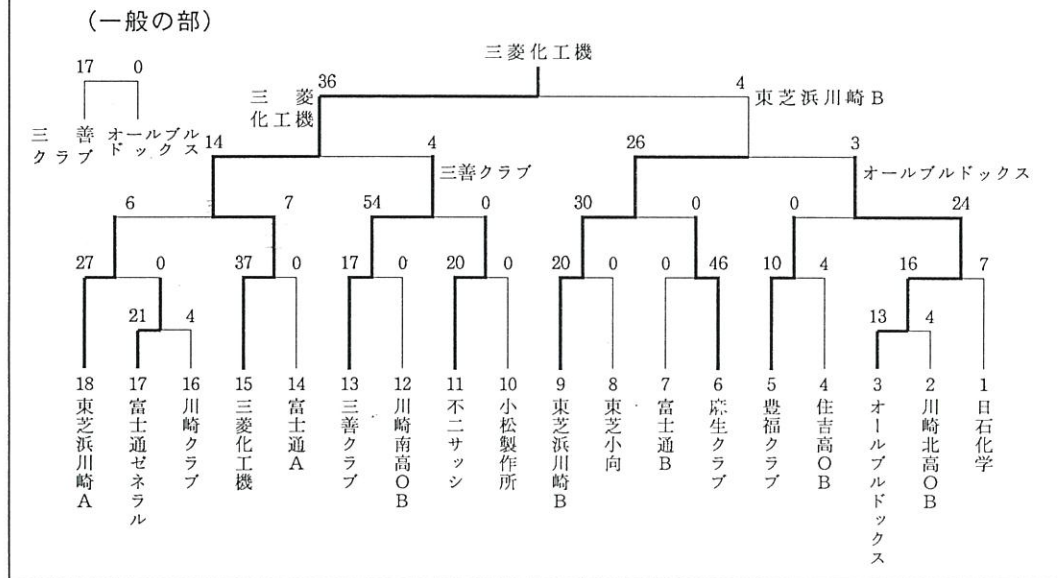 （一般の部）
三菱化工機
17 0
36 4
三菱
化工機
東芝浜川崎B
三善
クラブ
オールブル
ドックス
14 4 26 3
三善クラブ
オールブルドックス
6 7 54 0 30 0 0 24
27 0 37 0 17 0 20 0 20 0 0 46 10 4 16 7
21 4 13 4
18 東芝浜川崎A
17 富士通ゼネラル
16 川崎クラブ
15 三菱化工機
14 富士通A
13 三善クラブ
12 川崎南高OB
11 不二サッシ
10 小松製作所
9 東芝浜川崎B
8 東芝小向
7 富士通B
6 麻生クラブ
5 豊福クラブ
4 住吉高OB
3 オールブルドックス
2 川崎北高OB
1 日石化学